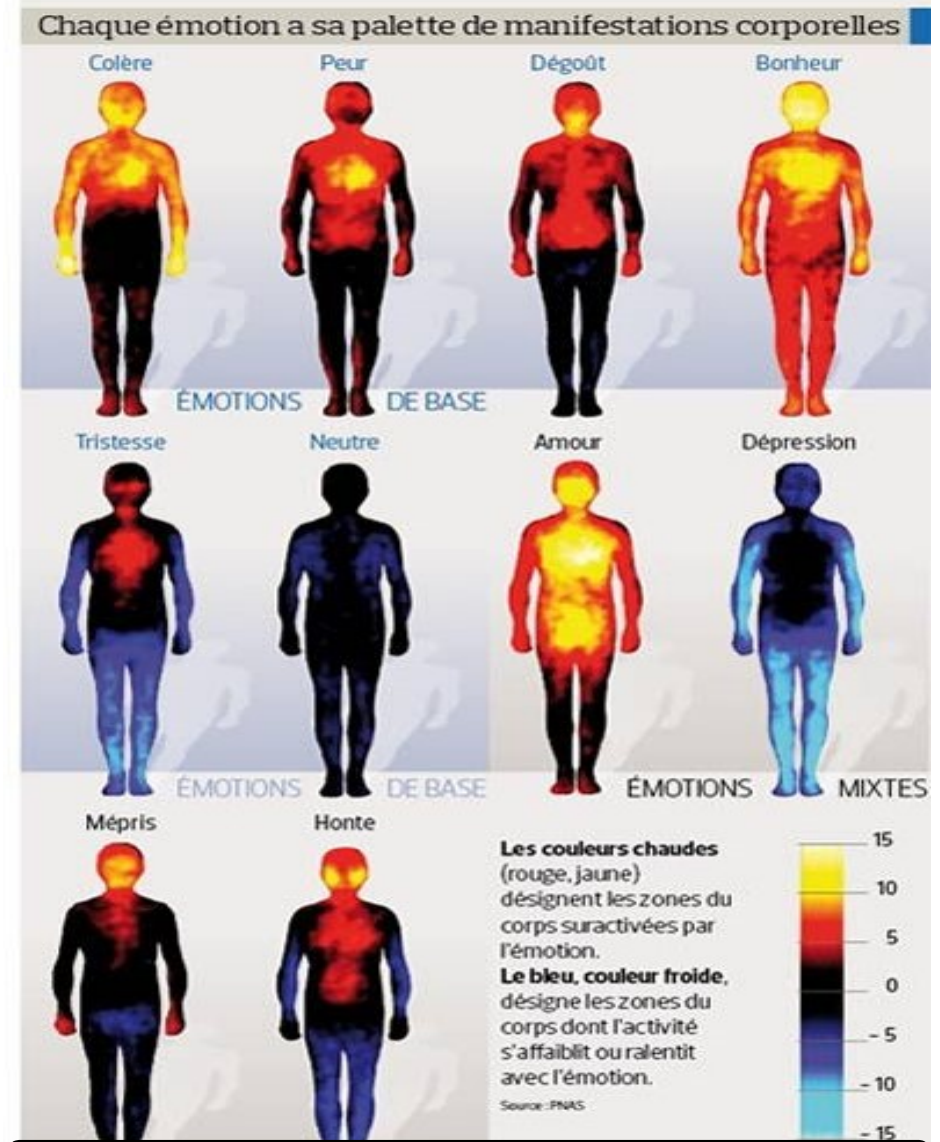 Chaque émotion a sa palette de manifestations corporelles
Colère Peur Dégoût Bonheur
ÉMOTIONS DE BASE
Tristesse Neutre Amour Dépression
ÉMOTIONS DE BASE ÉMOTIONS MIXTES
Mépris Honte
Les couleurs chaudes
(rouge, jaune)
désignent les zones du
corps suractivées par
l'émotion.
Le bleu, couleur froide,
désigne les zones du
corps dont l'activité
s'affaiblit ou ralentit
avec l'émotion.
Source : PNAS
15
10
5
0
- 5
- 10
- 15